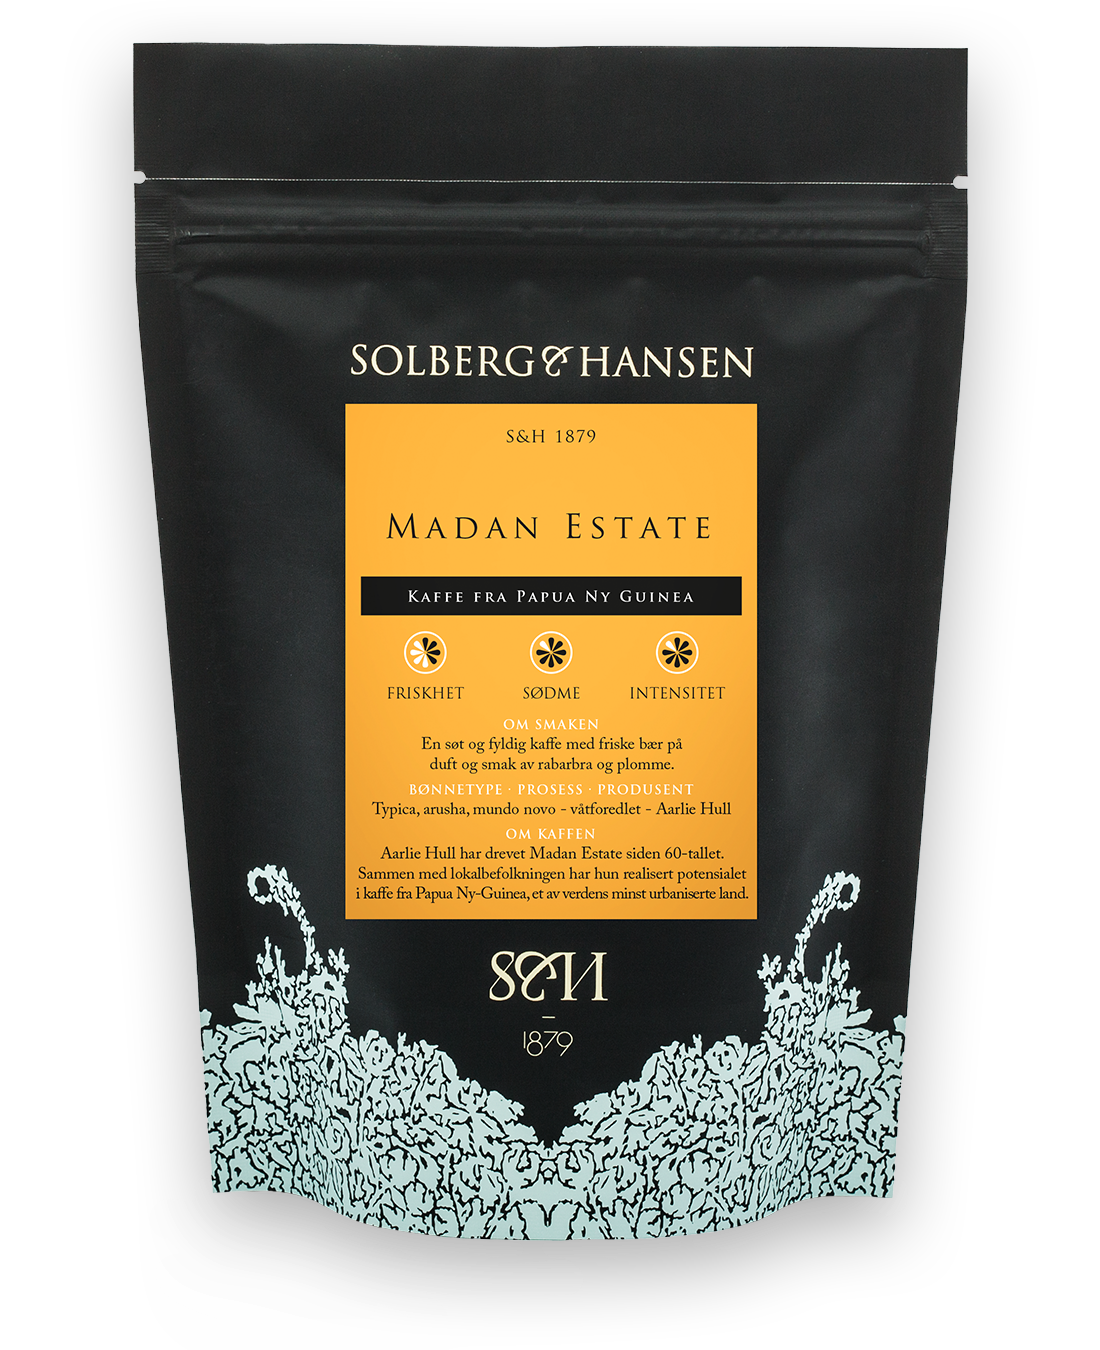 SOLBERG & HANSEN
S&H 1879
MADAN ESTATE
KAFFE FRA PAPUA NY GUINEA
FRISKHET SØDME INTENSITET
OM SMAKEN
En søt og fyldig kaffe med friske bær på
duft og smak av rabarbra og plomme.
BØNNETYPE · PROSESS · PRODUSENT
Typica, arusha, mundo novo - våtforedlet - Aarlie Hull
OM KAFFEN
Aarlie Hull har drevet Madan Estate siden 60-tallet.
Sammen med lokalbefolkningen har hun realisert potensialet
i kaffe fra Papua Ny-Guinea, et av verdens minst urbaniserte land.
S&H
1879